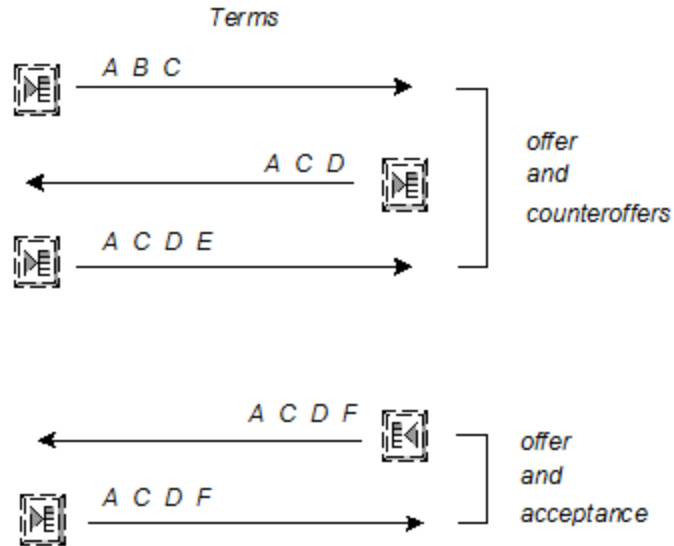 Terms
A B C
A C D
offer
and
counteroffers
A C D E
A C D F
offer
and
acceptance
A C D F